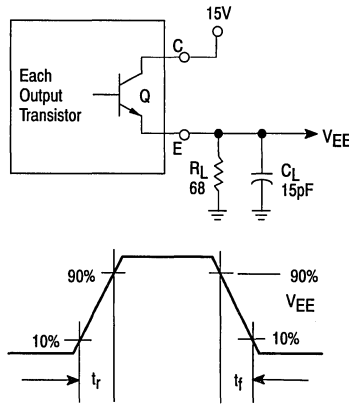 15V
C
Each
Output
Transistor
Q
E
VEE
RL
68
CL
15pF
90%
90%
VEE
10%
10%
tr
tf